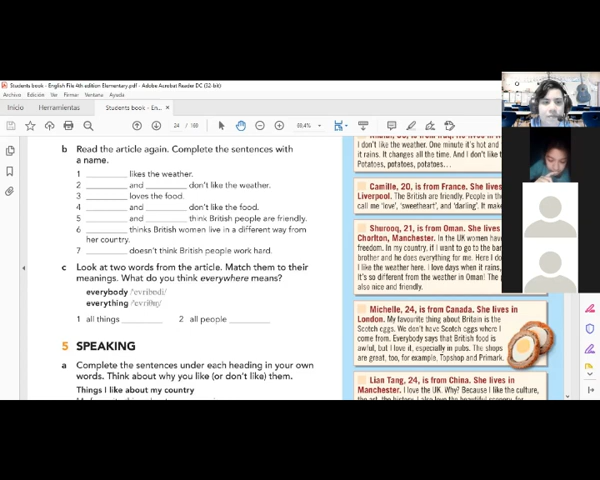 Students book - English File 4th edition Elementary.pdf - Adobe Acrobat Reader DC (32-bit)
Archivo Edición Ver Firmar Ventana Ayuda
Inicio Herramientas Students book - En... ×
24 / 169 69,4%
b Read the article again. Complete the sentences with
a name.
1 ________ likes the weather.
2 ________ and ________ don't like the weather.
3 ________ loves the food.
4 ________ and ________ don't like the food.
5 ________ and ________ think British people are friendly.
6 ________ thinks British women live in a different way from
her country.
7 ________ doesn't think British people work hard.
c Look at two words from the article. Match them to their
meanings. What do you think everywhere means?
everybody /ˈevribɒdi/
everything /ˈevriθɪŋ/
1 all things ________ 2 all people ________
5 SPEAKING
a Complete the sentences under each heading in your own
words. Think about why you like (or don't like) them.
Things I like about my country
I don't like the weather. One minute it's hot and
it rains. It changes all the time. And I don't like
Potatoes, potatoes, potatoes...
Camille, 20, is from France. She lives
Liverpool. The British are friendly. People in the
call me 'love', 'sweetheart', and 'darling'. It make
Shurooq, 21, is from Oman. She lives
Chorlton, Manchester. In the UK women have
freedom. In my country, if I want to go to the ban
brother and he does everything for me. Here I do
I like the weather here. I love days when it rains,
It's so different from the weather in Oman! The p
also nice and friendly.
Michelle, 24, is from Canada. She lives in
London. My favourite thing about Britain is the
Scotch eggs. We don't have Scotch eggs where I
come from. Everybody says that British food is
awful, but I love it, especially in pubs. The shops
are great, too, for example, Topshop and Primark.
Lian Tang, 24, is from China. She lives in
Manchester. I love the UK. Why? Because I like the culture,
the art, the history. I also love the beautiful scenery, for